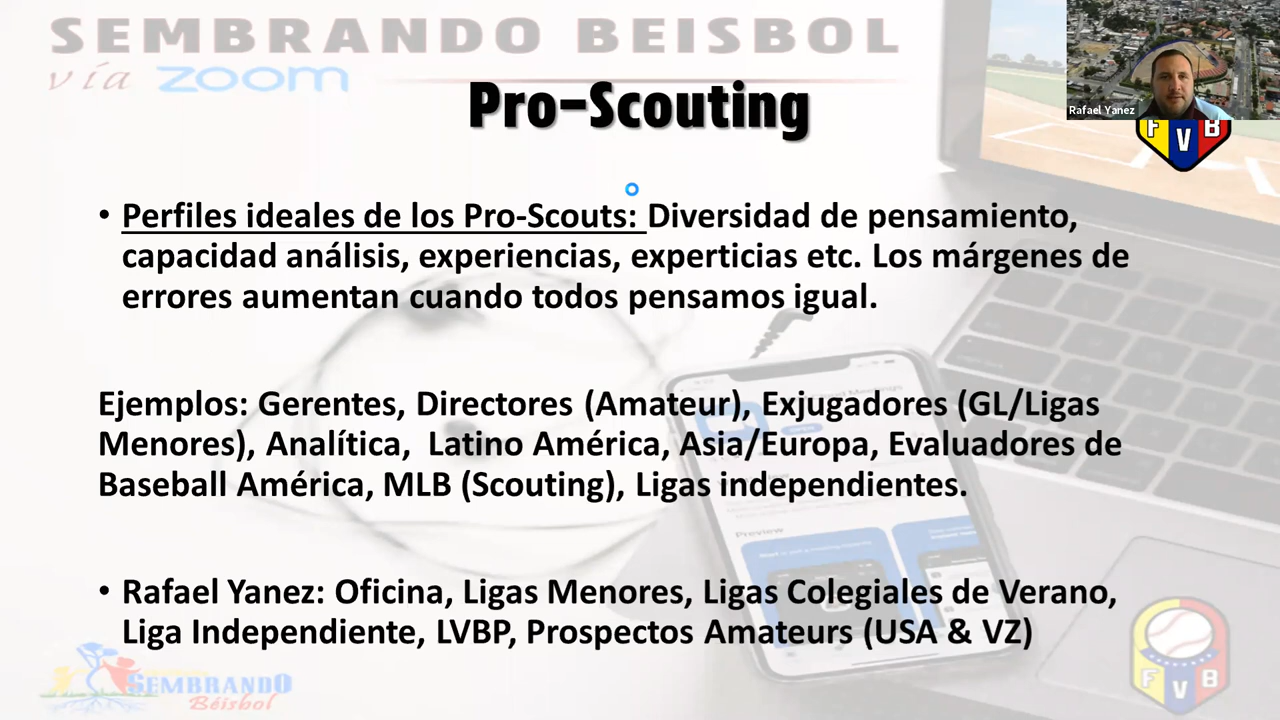 SEMBRANDO BEISBOL
vía zoom
Pro-Scouting
Rafael Yanez
F V B
• Perfiles ideales de los Pro-Scouts: Diversidad de pensamiento,
capacidad análisis, experiencias, experticias etc. Los márgenes de
errores aumentan cuando todos pensamos igual.
Ejemplos: Gerentes, Directores (Amateur), Exjugadores (GL/Ligas
Menores), Analítica, Latino América, Asia/Europa, Evaluadores de
Baseball América, MLB (Scouting), Ligas independientes.
Preview
• Rafael Yanez: Oficina, Ligas Menores, Ligas Colegiales de Verano,
Liga Independiente, LVBP, Prospectos Amateurs (USA & VZ)
SEMBRANDO
Béisbol
F V B